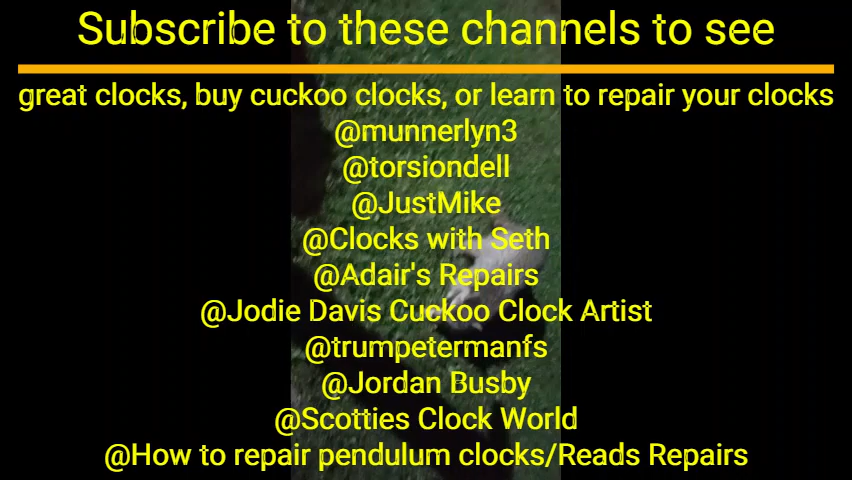 Subscribe to these channels to see
great clocks, buy cuckoo clocks, or learn to repair your clocks
@munnerlyn3
@torsiondell
@JustMike
@Clocks with Seth
@Adair's Repairs
@Jodie Davis Cuckoo Clock Artist
@trumpetermanfs
@Jordan Busby
@Scotties Clock World
@How to repair pendulum clocks/Reads Repairs